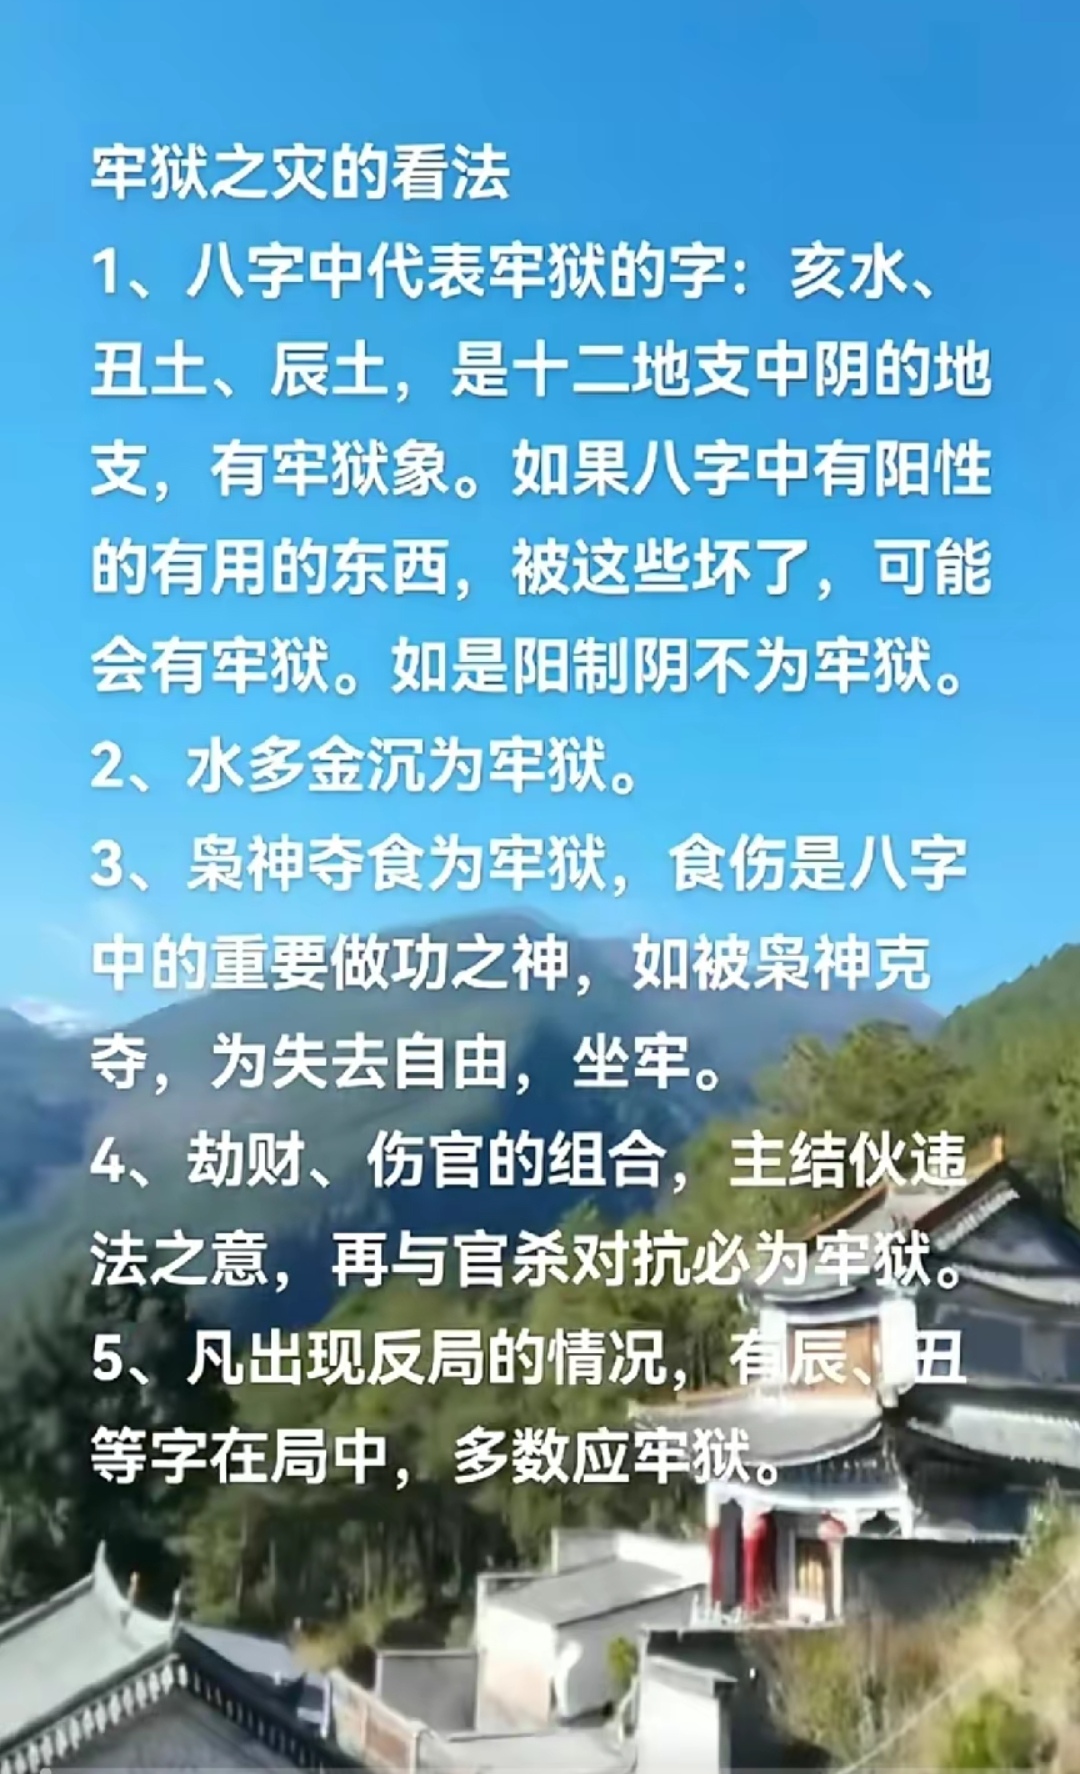 牢狱之灾的看法
1、八字中代表牢狱的字：亥水、
丑土、辰土，是十二地支中阴的地
支，有牢狱象。如果八字中有阳性
的有用的东西，被这些坏了，可能
会有牢狱。如是阳制阴不为牢狱。
2、水多金沉为牢狱。
3、枭神夺食为牢狱，食伤是八字
中的重要做功之神，如被枭神克
夺，为失去自由，坐牢。
4、劫财、伤官的组合，主结伙违
法之意，再与官杀对抗必为牢狱。
5、凡出现反局的情况，有辰、丑
等字在局中，多数应牢狱。